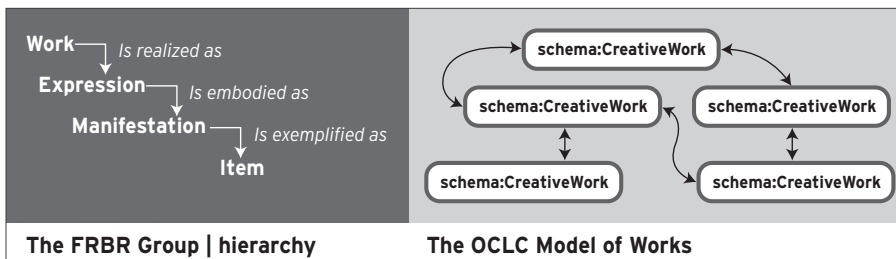 Work
Is realized as
Expression
Is embodied as
Manifestation
Is exemplified as
Item
The FRBR Group | hierarchy
schema:CreativeWork
schema:CreativeWork
schema:CreativeWork
schema:CreativeWork
schema:CreativeWork
The OCLC Model of Works